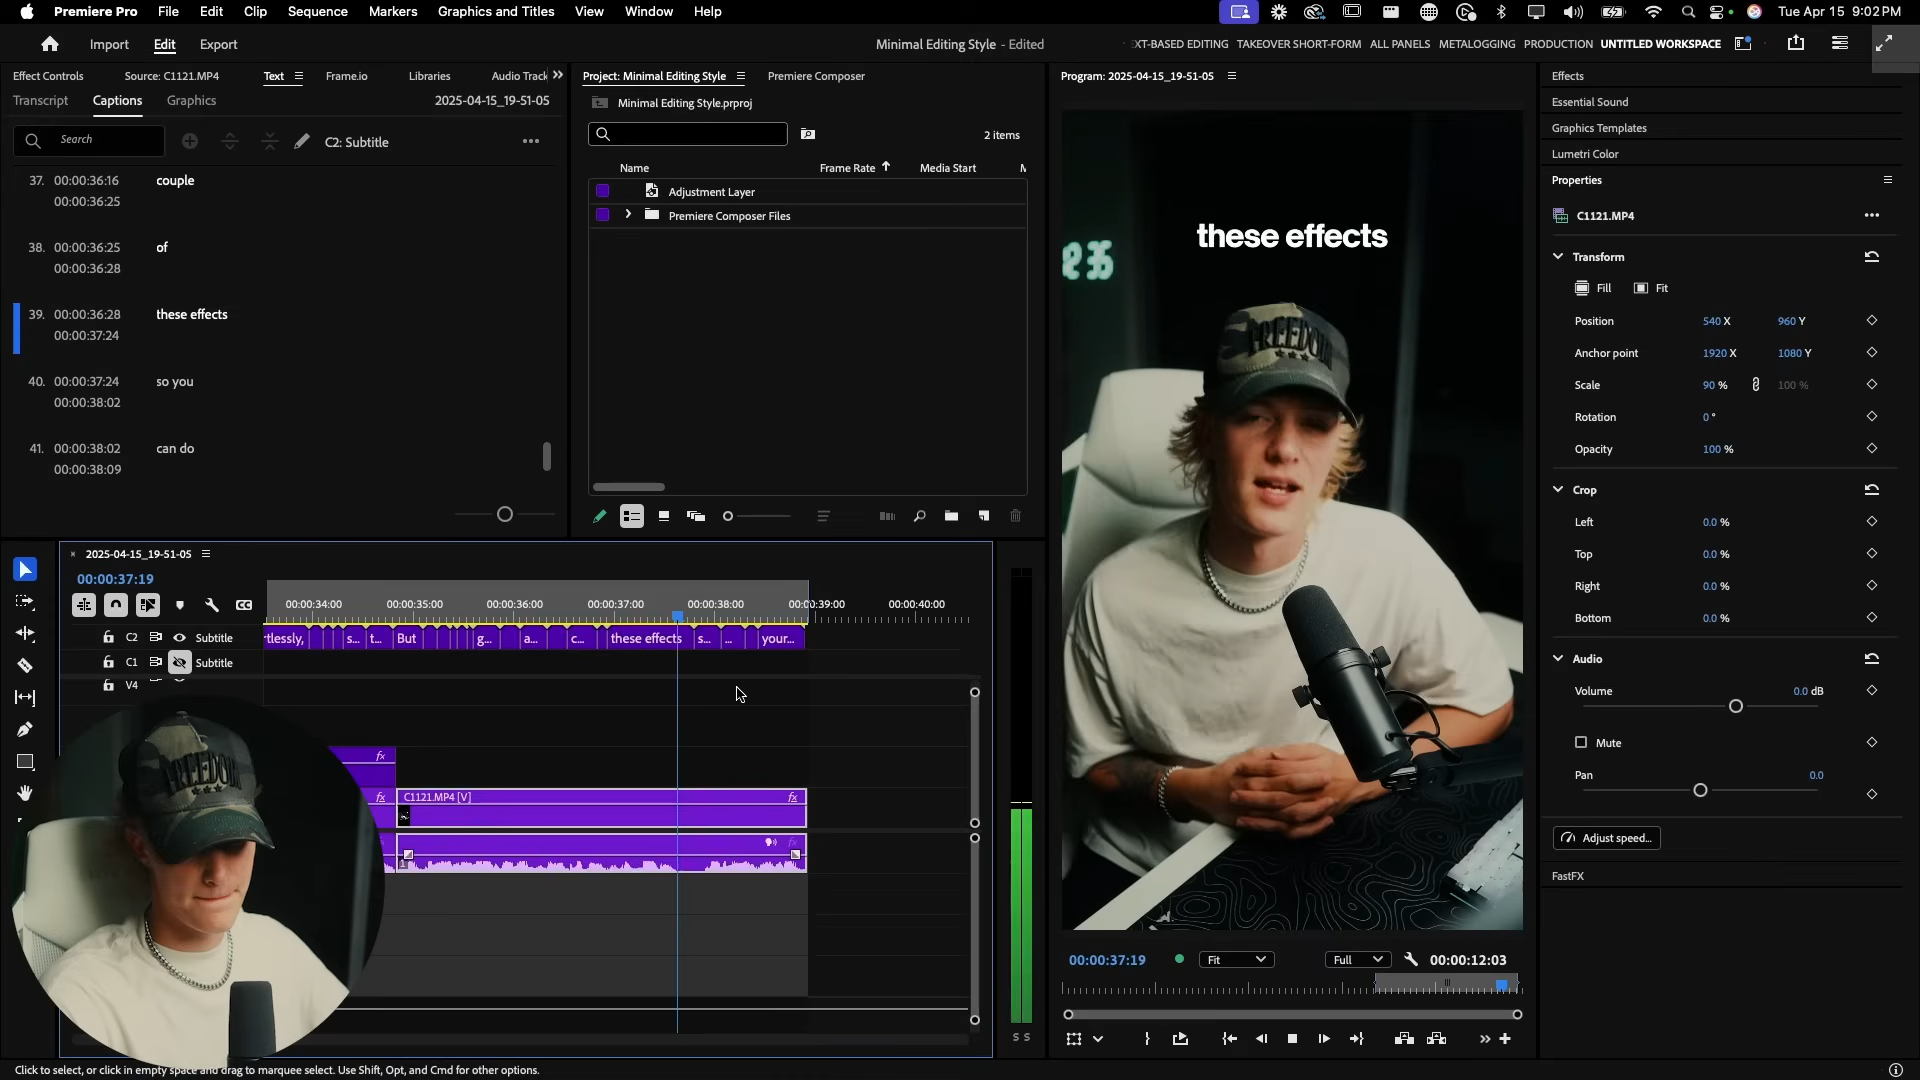 Premiere Pro File Edit Clip Sequence Markers Graphics and Titles View Window Help Tue Apr 15 9:02 PM
Import Edit Export Minimal Editing Style - Edited XT-BASED EDITING TAKEOVER SHORT-FORM ALL PANELS METALOGGING PRODUCTION UNTITLED WORKSPACE
Effect Controls Source: C1121.MP4 Text Frame.io Libraries Audio Track
Transcript Captions Graphics 2025-04-15_19-51-05
Search C2: Subtitle
37. 00:00:36:16 couple
00:00:36:25
38. 00:00:36:25 of
00:00:36:28
39. 00:00:36:28 these effects
00:00:37:24
40. 00:00:37:24 so you
00:00:38:02
41. 00:00:38:02 can do
00:00:38:09
Project: Minimal Editing Style Premiere Composer
Minimal Editing Style.prproj
2 items
Name Frame Rate Media Start
Adjustment Layer
Premiere Composer Files
Program: 2025-04-15_19-51-05
these effects
FREEDOM
00:00:37:19 Fit Full 00:00:12:03
Effects
Essential Sound
Graphics Templates
Lumetri Color
Properties
C1121.MP4
Transform
Fill Fit
Position 540 X 960 Y
Anchor point 1920 X 1080 Y
Scale 90 % 100 %
Rotation 0 °
Opacity 100 %
Crop
Left 0.0 %
Top 0.0 %
Right 0.0 %
Bottom 0.0 %
Audio
Volume 0.0 dB
Mute
Pan 0.0
Adjust speed...
FastFX
2025-04-15_19-51-05
00:00:37:19
00:00:34:00 00:00:35:00 00:00:36:00 00:00:37:00 00:00:38:00 00:00:39:00 00:00:40:00
C2 Subtitle tlessly, s... t... But g... a... c... these effects s... ... your...
C1 Subtitle
V4
fx
fx C1121.MP4 [V] fx
FREEDOM
S S
Click to select, or click in empty space and drag to marquee select. Use Shift, Opt, and Cmd for other options.